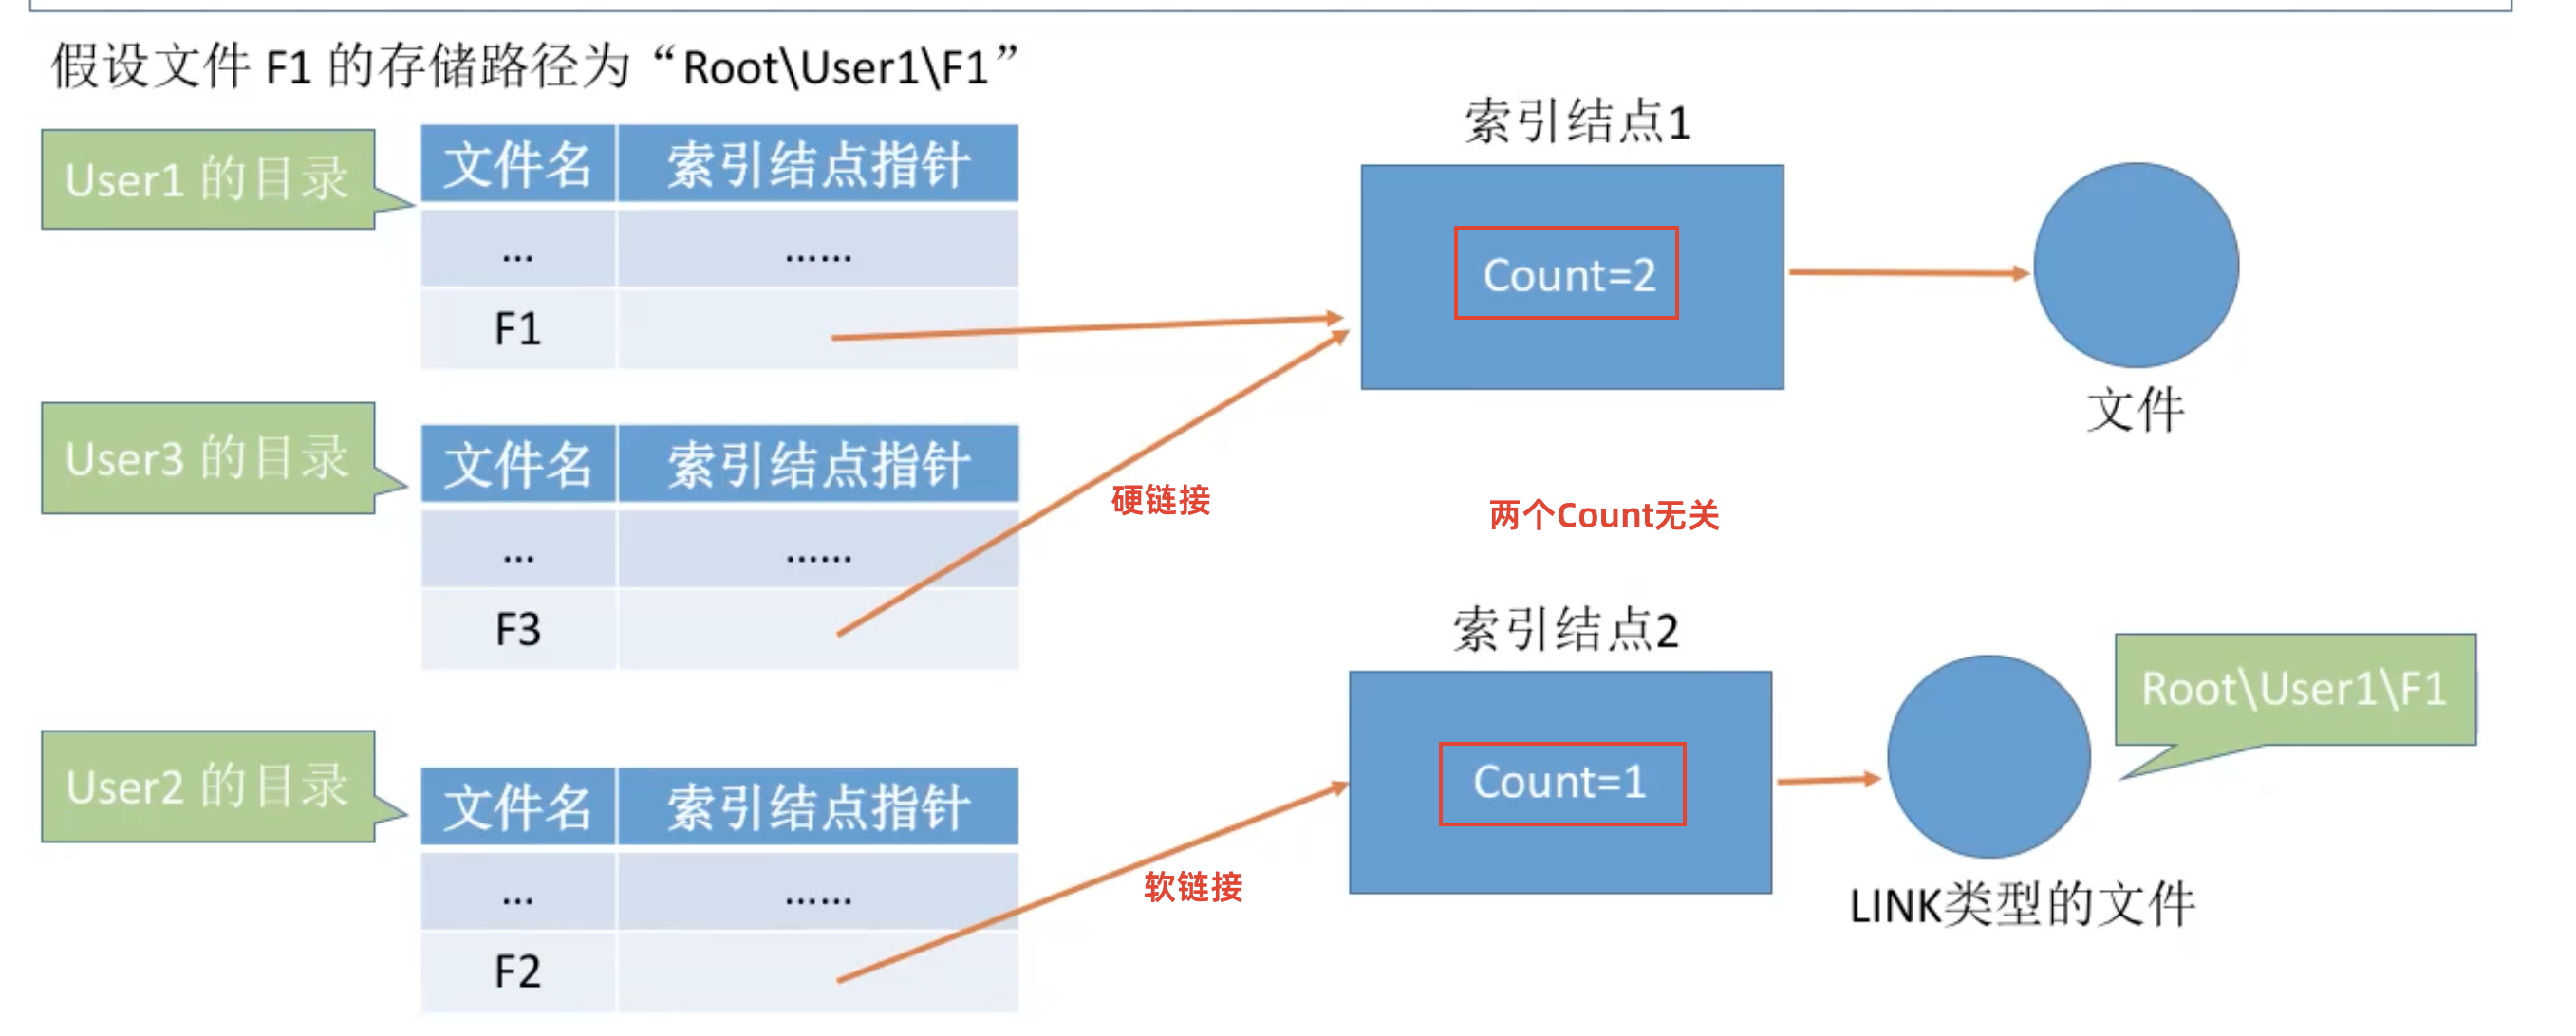 假设文件 F1 的存储路径为“Root\User1\F1”
User1 的目录
文件名 索引结点指针
... ......
F1
索引结点1
Count=2
文件
User3 的目录
文件名 索引结点指针
... ......
F3
硬链接
两个Count无关
User2 的目录
文件名 索引结点指针
... ......
F2
软链接
索引结点2
Count=1
Root\User1\F1
LINK类型的文件